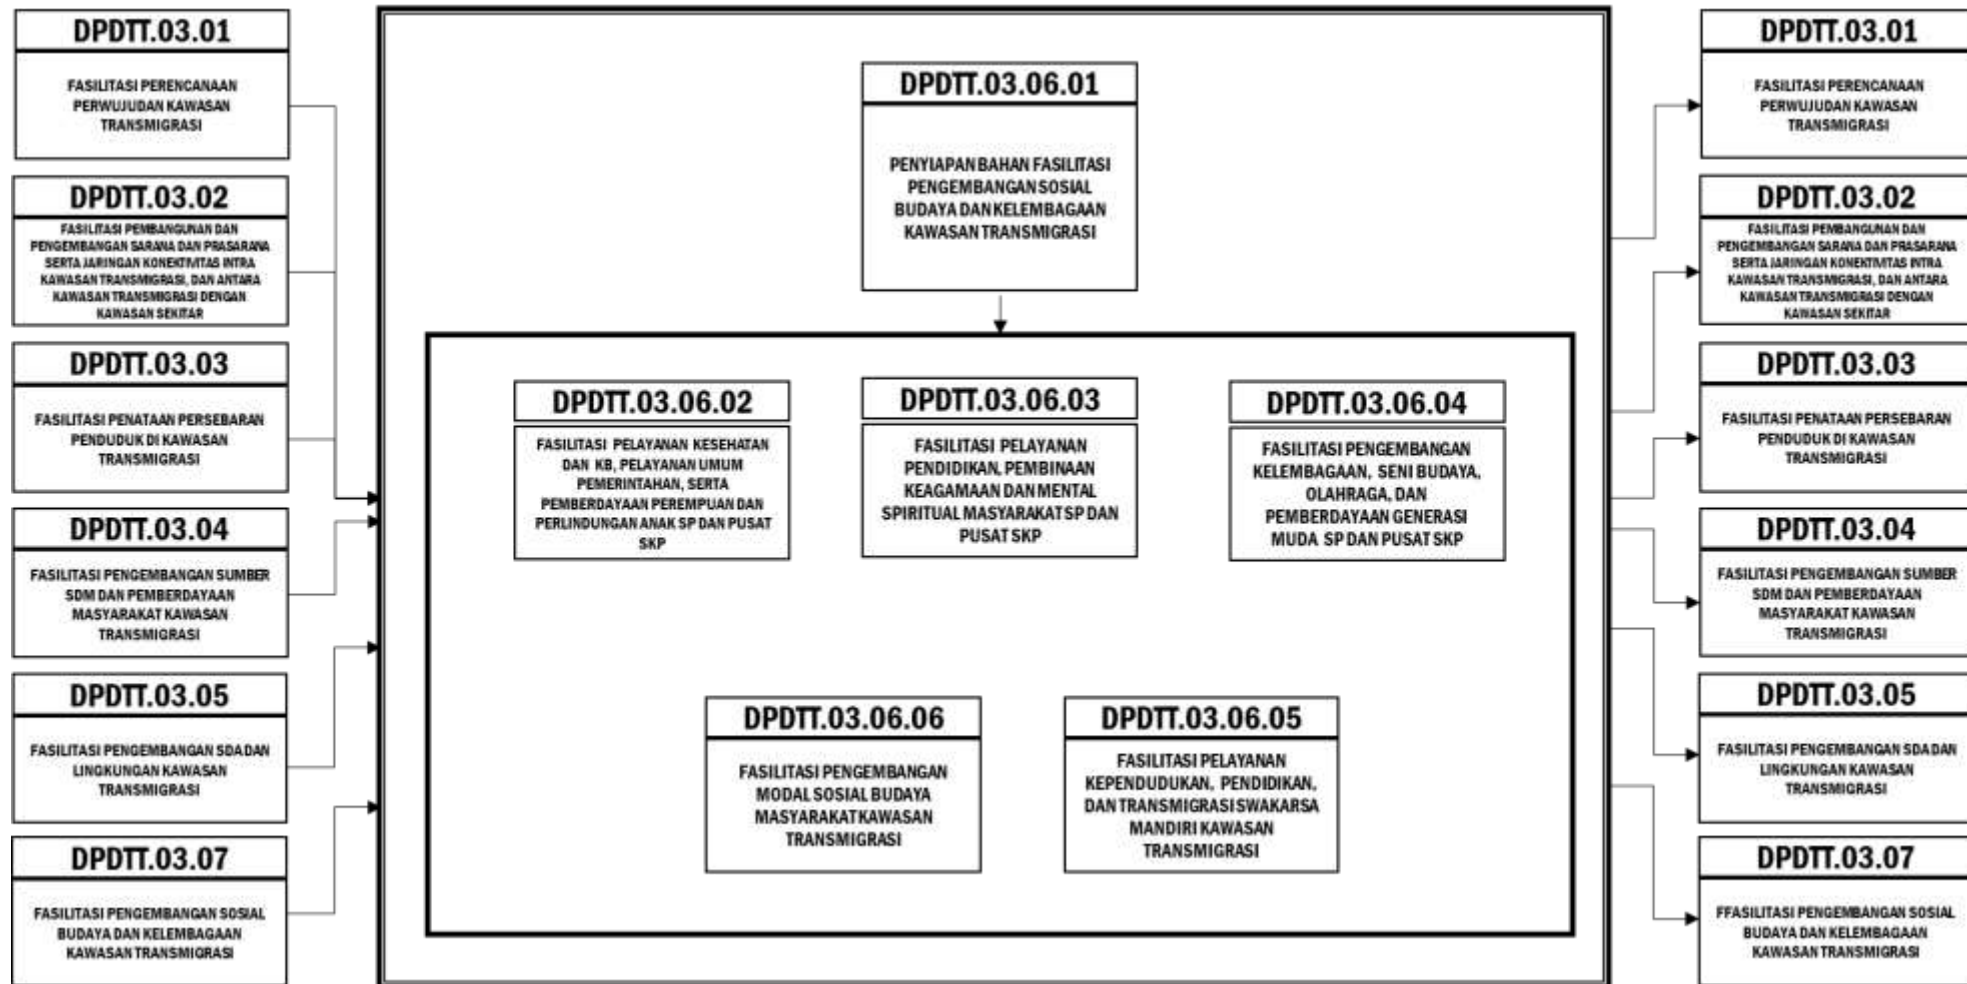 DPDTT.03.01
FASILITASI PERENCANAAN
PERWUJUDAN KAWASAN
TRANSMIGRASI
DPDTT.03.02
FASILITASI PEMBANGUNAN DAN
PENGEMBANGAN SARANA DAN PRASARANA
SERTA JARINGAN KONEKTIVITAS INTRA
KAWASAN TRANSMIGRASI, DAN ANTARA
KAWASAN TRANSMIGRASI DENGAN
KAWASAN SEKITAR
DPDTT.03.03
FASILITASI PENATAAN PERSEBARAN
PENDUDUK DI KAWASAN
TRANSMIGRASI
DPDTT.03.04
FASILITASI PENGEMBANGAN SUMBER
SDM DAN PEMBERDAYAAN
MASYARAKAT KAWASAN
TRANSMIGRASI
DPDTT.03.05
FASILITASI PENGEMBANGAN SDA DAN
LINGKUNGAN KAWASAN
TRANSMIGRASI
DPDTT.03.07
FASILITASI PENGEMBANGAN SOSIAL
BUDAYA DAN KELEMBAGAAN
KAWASAN TRANSMIGRASI
DPDTT.03.06.01
PENYIAPAN BAHAN FASILITASI
PENGEMBANGAN SOSIAL
BUDAYA DAN KELEMBAGAAN
KAWASAN TRANSMIGRASI
DPDTT.03.06.02
FASILITASI PELAYANAN KESEHATAN
DAN KB, PELAYANAN UMUM
PEMERINTAHAN, SERTA
PEMBERDAYAAN PEREMPUAN DAN
PERLINDUNGAN ANAK SP DAN PUSAT
SKP
DPDTT.03.06.03
FASILITASI PELAYANAN
PENDIDIKAN, PEMBINAAN
KEAGAMAAN DAN MENTAL
SPIRITUAL MASYARAKAT SP DAN
PUSAT SKP
DPDTT.03.06.04
FASILITASI PENGEMBANGAN
KELEMBAGAAN, SENI BUDAYA,
OLAHRAGA, DAN
PEMBERDAYAAN GENERASI
MUDA SP DAN PUSAT SKP
DPDTT.03.06.06
FASILITASI PENGEMBANGAN
MODAL SOSIAL BUDAYA
MASYARAKAT KAWASAN
TRANSMIGRASI
DPDTT.03.06.05
FASILITASI PELAYANAN
KEPENDUDUKAN, PENDIDIKAN,
DAN TRANSMIGRASI SWAKARSA
MANDIRI KAWASAN
TRANSMIGRASI
DPDTT.03.01
FASILITASI PERENCANAAN
PERWUJUDAN KAWASAN
TRANSMIGRASI
DPDTT.03.02
FASILITASI PEMBANGUNAN DAN
PENGEMBANGAN SARANA DAN PRASARANA
SERTA JARINGAN KONEKTIVITAS INTRA
KAWASAN TRANSMIGRASI, DAN ANTARA
KAWASAN TRANSMIGRASI DENGAN
KAWASAN SEKITAR
DPDTT.03.03
FASILITASI PENATAAN PERSEBARAN
PENDUDUK DI KAWASAN
TRANSMIGRASI
DPDTT.03.04
FASILITASI PENGEMBANGAN SUMBER
SDM DAN PEMBERDAYAAN
MASYARAKAT KAWASAN
TRANSMIGRASI
DPDTT.03.05
FASILITASI PENGEMBANGAN SDA DAN
LINGKUNGAN KAWASAN
TRANSMIGRASI
DPDTT.03.07
FFASILITASI PENGEMBANGAN SOSIAL
BUDAYA DAN KELEMBAGAAN
KAWASAN TRANSMIGRASI